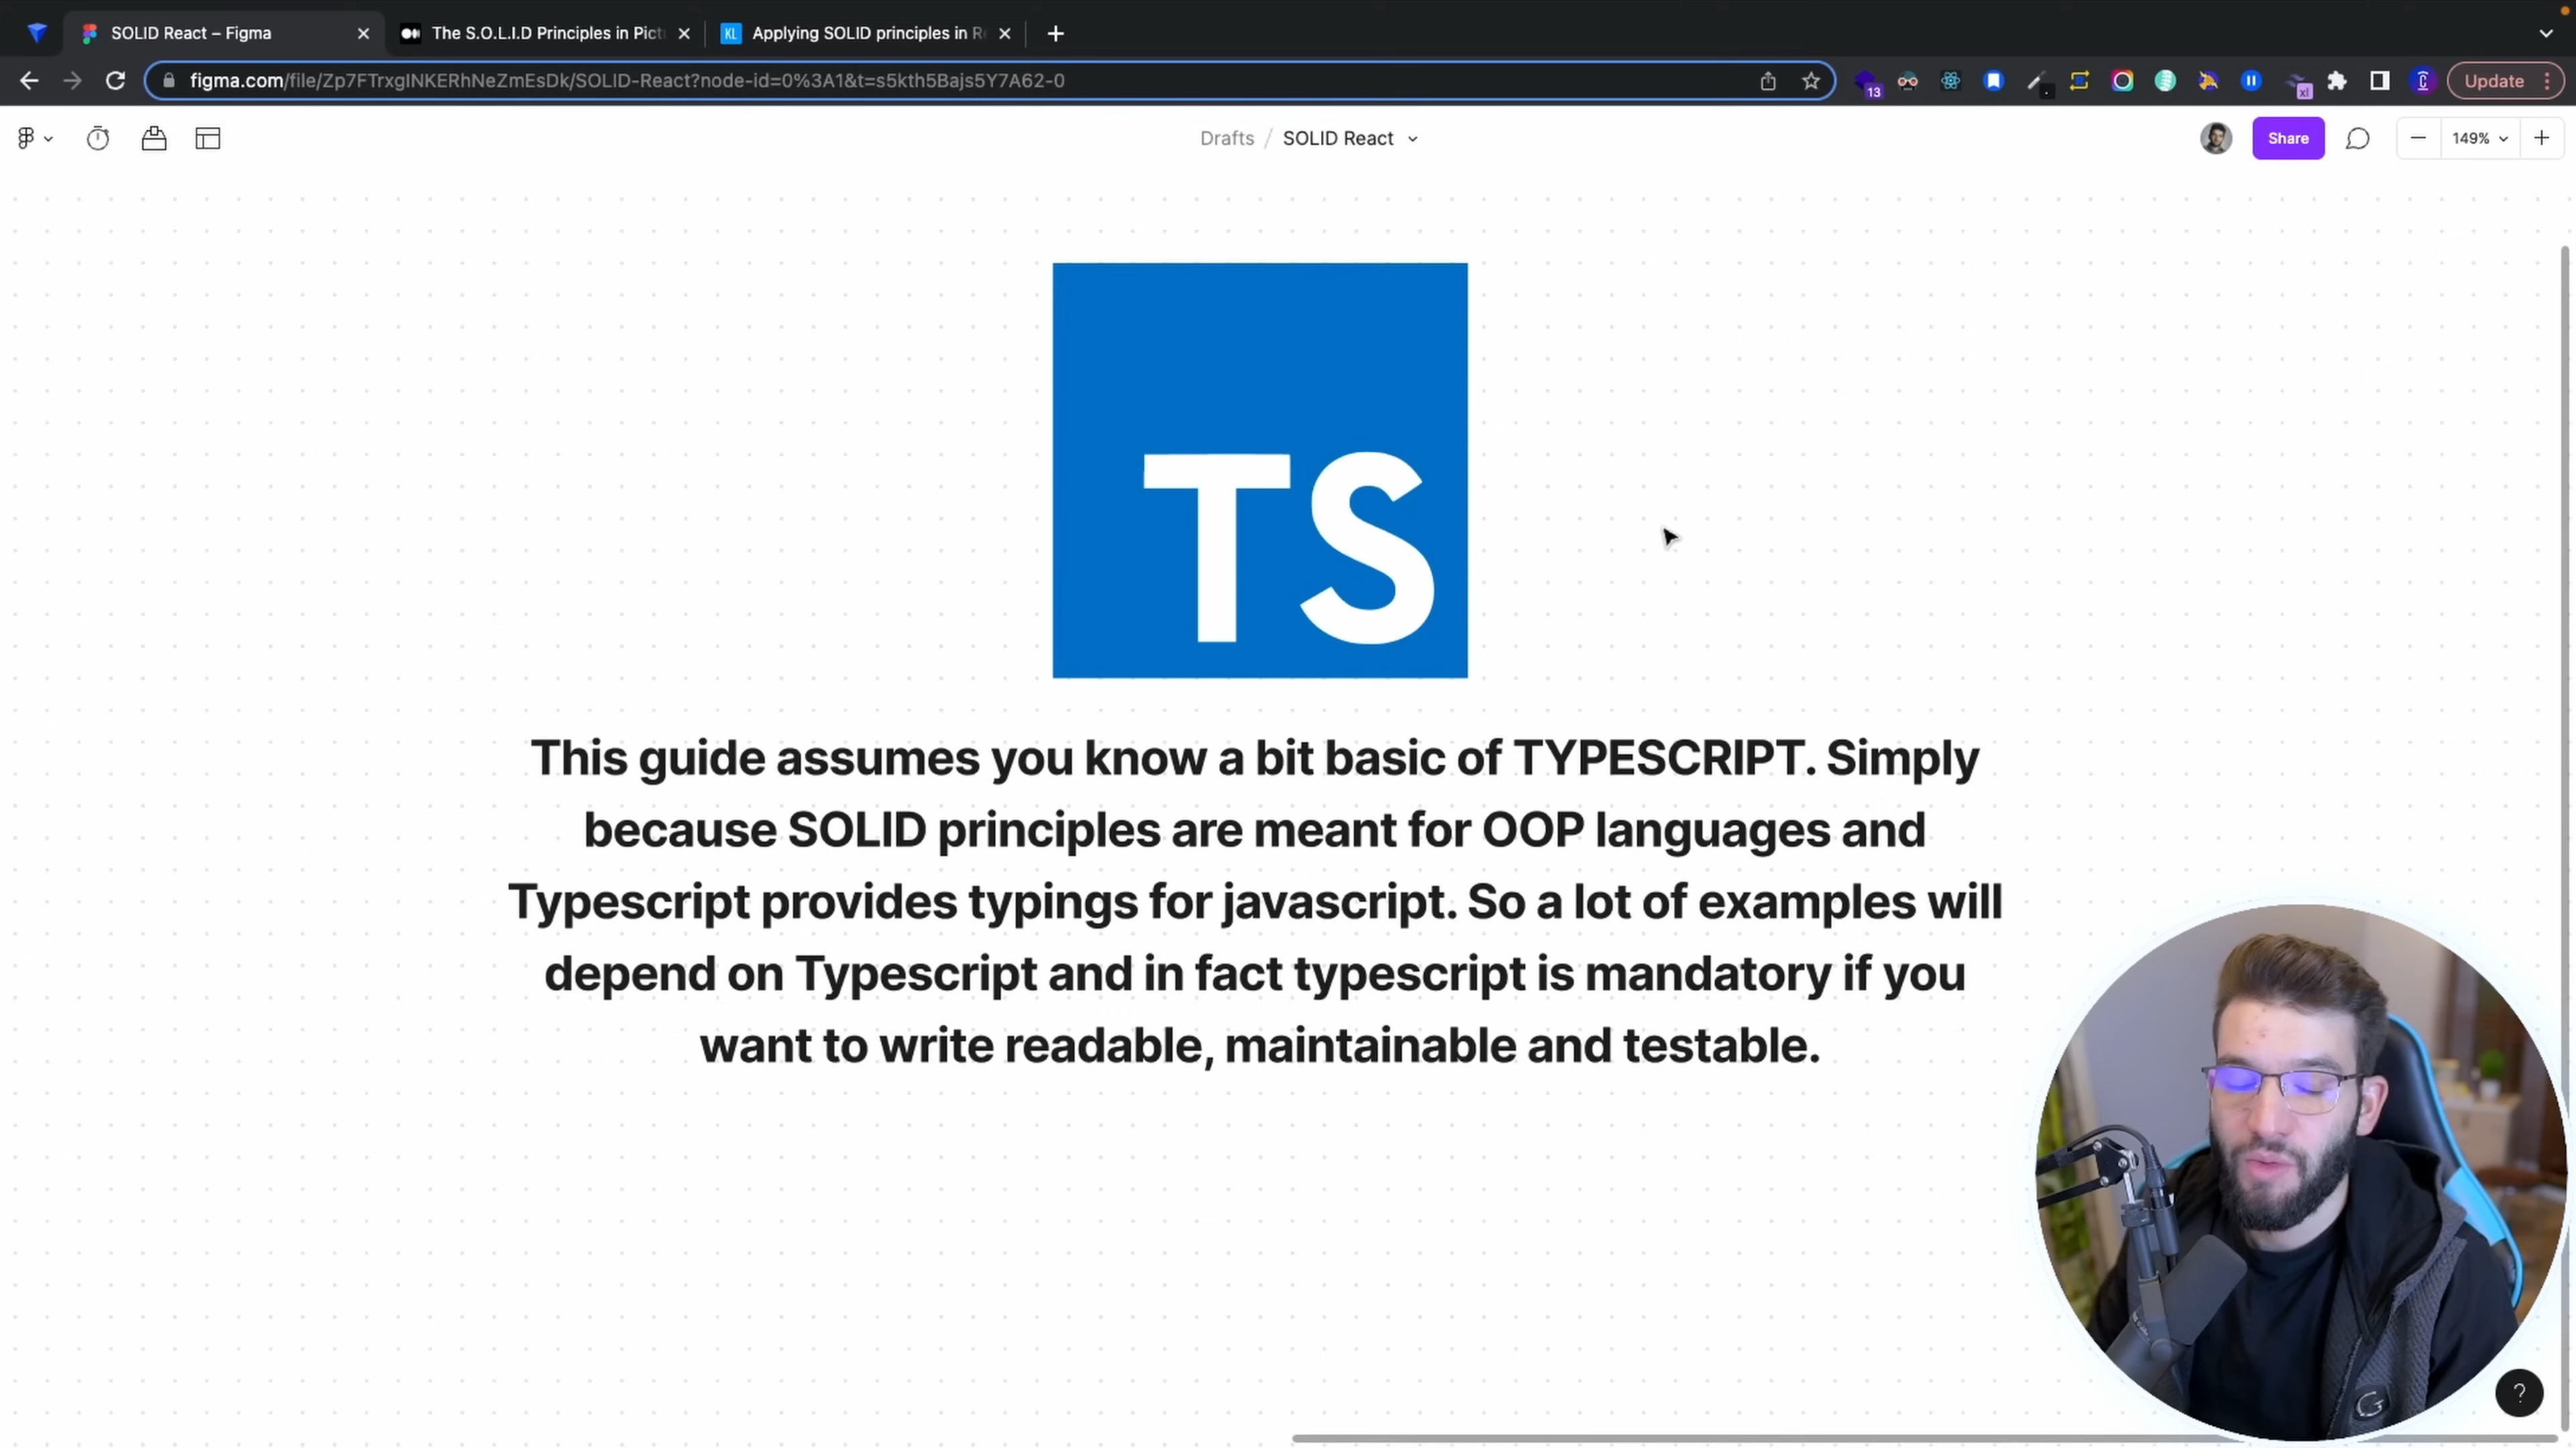 SOLID React – Figma
The S.O.L.I.D Principles in Pict
KL
Applying SOLID principles in R
figma.com/file/Zp7FTrxgINKERhNeZmEsDk/SOLID-React?node-id=0%3A1&t=s5kth5Bajs5Y7A62-0
13
xl
Update
Drafts / SOLID React
Share
149%
TS
This guide assumes you know a bit basic of TYPESCRIPT. Simply
because SOLID principles are meant for OOP languages and
Typescript provides typings for javascript. So a lot of examples will
depend on Typescript and in fact typescript is mandatory if you
want to write readable, maintainable and testable.
?